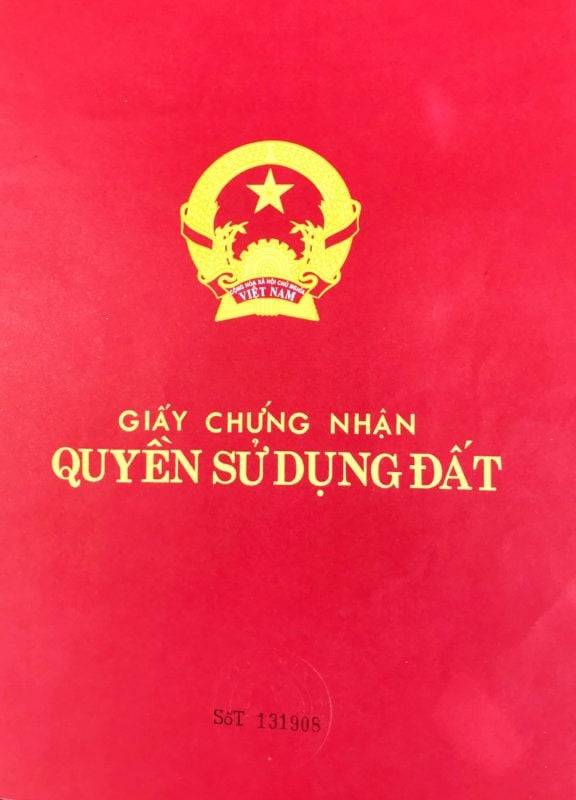 CỘNG HÒA XÃ HỘI CHỦ NGHĨA
VIỆT NAM
GIẤY CHỨNG NHẬN
QUYỀN SỬ DỤNG ĐẤT
SốT 131908